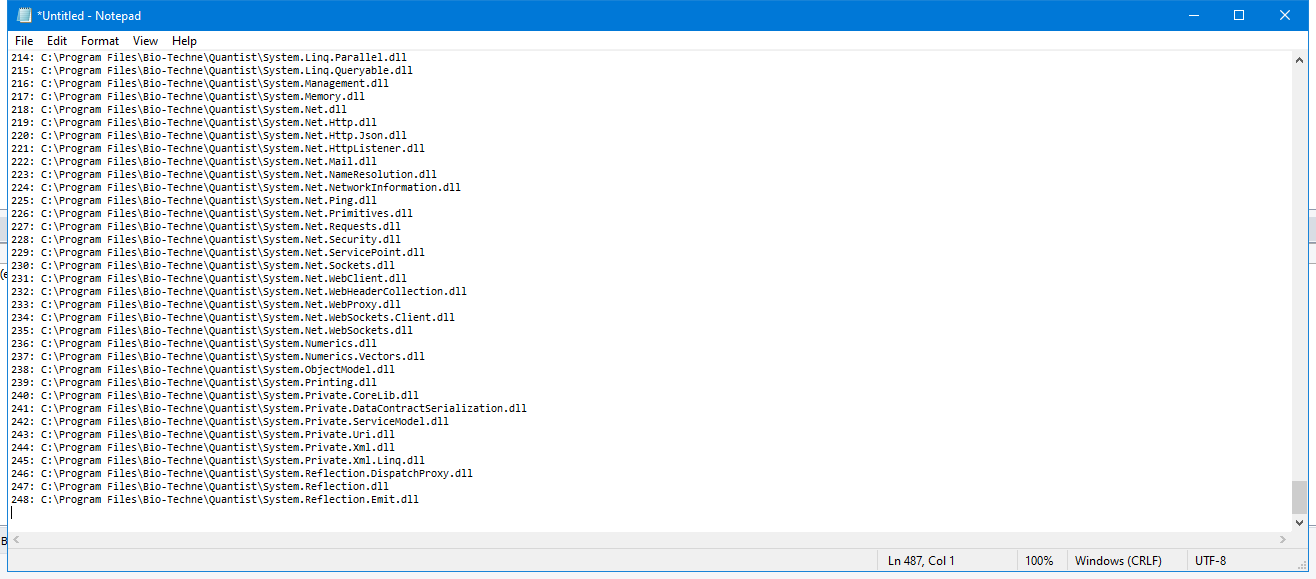 *Untitled - Notepad
File Edit Format View Help
214: C:\Program Files\Bio-Techne\Quantist\System.Linq.Parallel.dll
215: C:\Program Files\Bio-Techne\Quantist\System.Linq.Queryable.dll
216: C:\Program Files\Bio-Techne\Quantist\System.Management.dll
217: C:\Program Files\Bio-Techne\Quantist\System.Memory.dll
218: C:\Program Files\Bio-Techne\Quantist\System.Net.dll
219: C:\Program Files\Bio-Techne\Quantist\System.Net.Http.dll
220: C:\Program Files\Bio-Techne\Quantist\System.Net.Http.Json.dll
221: C:\Program Files\Bio-Techne\Quantist\System.Net.HttpListener.dll
222: C:\Program Files\Bio-Techne\Quantist\System.Net.Mail.dll
223: C:\Program Files\Bio-Techne\Quantist\System.Net.NameResolution.dll
224: C:\Program Files\Bio-Techne\Quantist\System.Net.NetworkInformation.dll
225: C:\Program Files\Bio-Techne\Quantist\System.Net.Ping.dll
226: C:\Program Files\Bio-Techne\Quantist\System.Net.Primitives.dll
227: C:\Program Files\Bio-Techne\Quantist\System.Net.Requests.dll
228: C:\Program Files\Bio-Techne\Quantist\System.Net.Security.dll
229: C:\Program Files\Bio-Techne\Quantist\System.Net.ServicePoint.dll
230: C:\Program Files\Bio-Techne\Quantist\System.Net.Sockets.dll
231: C:\Program Files\Bio-Techne\Quantist\System.Net.WebClient.dll
232: C:\Program Files\Bio-Techne\Quantist\System.Net.WebHeaderCollection.dll
233: C:\Program Files\Bio-Techne\Quantist\System.Net.WebProxy.dll
234: C:\Program Files\Bio-Techne\Quantist\System.Net.WebSockets.Client.dll
235: C:\Program Files\Bio-Techne\Quantist\System.Net.WebSockets.dll
236: C:\Program Files\Bio-Techne\Quantist\System.Numerics.dll
237: C:\Program Files\Bio-Techne\Quantist\System.Numerics.Vectors.dll
238: C:\Program Files\Bio-Techne\Quantist\System.ObjectModel.dll
239: C:\Program Files\Bio-Techne\Quantist\System.Printing.dll
240: C:\Program Files\Bio-Techne\Quantist\System.Private.CoreLib.dll
241: C:\Program Files\Bio-Techne\Quantist\System.Private.DataContractSerialization.dll
242: C:\Program Files\Bio-Techne\Quantist\System.Private.ServiceModel.dll
243: C:\Program Files\Bio-Techne\Quantist\System.Private.Uri.dll
244: C:\Program Files\Bio-Techne\Quantist\System.Private.Xml.dll
245: C:\Program Files\Bio-Techne\Quantist\System.Private.Xml.Linq.dll
246: C:\Program Files\Bio-Techne\Quantist\System.Reflection.DispatchProxy.dll
247: C:\Program Files\Bio-Techne\Quantist\System.Reflection.dll
248: C:\Program Files\Bio-Techne\Quantist\System.Reflection.Emit.dll
Ln 487, Col 1 100% Windows (CRLF) UTF-8